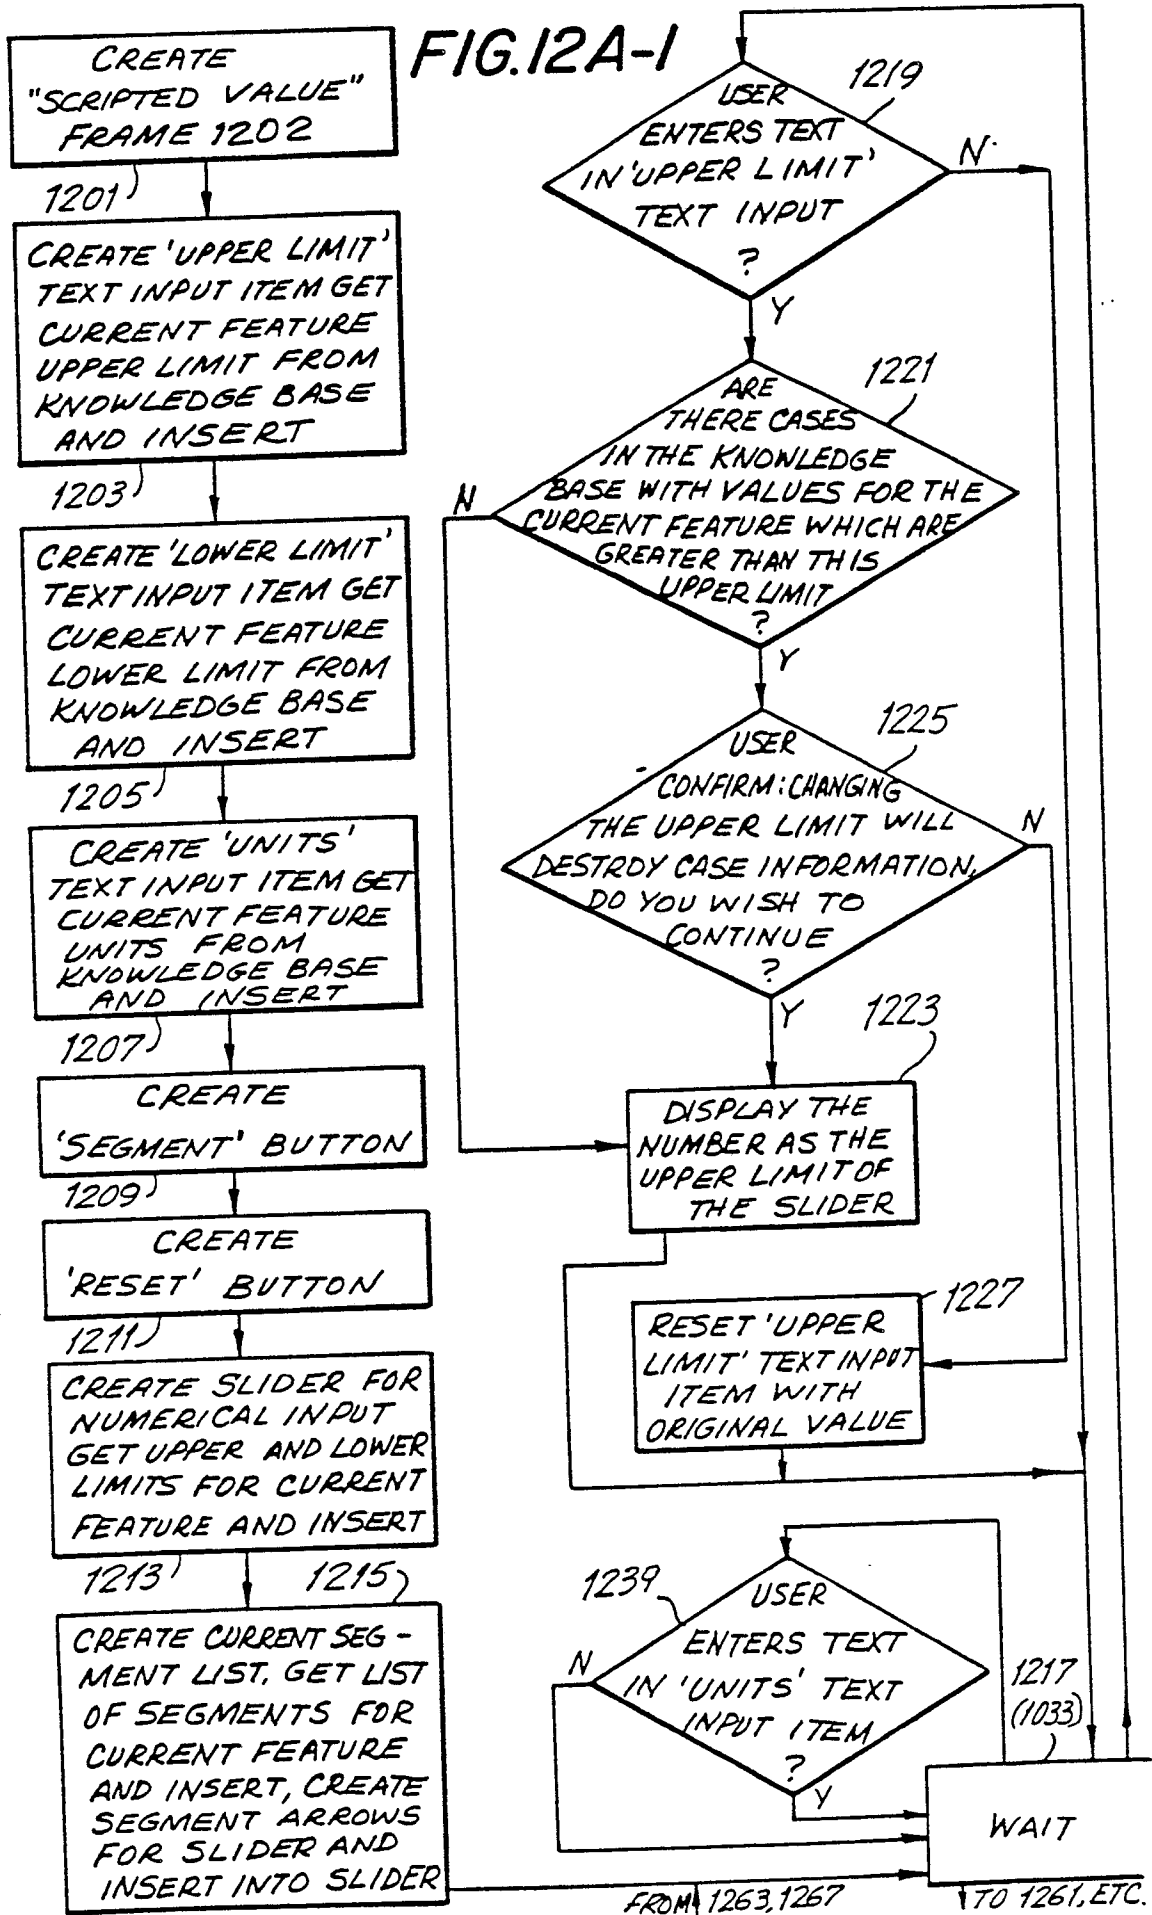 FIG.12A-1
CREATE
"SCRIPTED VALUE"
FRAME 1202
1201
CREATE 'UPPER LIMIT'
TEXT INPUT ITEM GET
CURRENT FEATURE
UPPER LIMIT FROM
KNOWLEDGE BASE
AND INSERT
1203
CREATE 'LOWER LIMIT'
TEXT INPUT ITEM GET
CURRENT FEATURE
LOWER LIMIT FROM
KNOWLEDGE BASE
AND INSERT
1205
CREATE 'UNITS'
TEXT INPUT ITEM GET
CURRENT FEATURE
UNITS FROM
KNOWLEDGE BASE
AND INSERT
1207
CREATE
'SEGMENT' BUTTON
1209
CREATE
'RESET' BUTTON
1211
CREATE SLIDER FOR
NUMERICAL INPUT
GET UPPER AND LOWER
LIMITS FOR CURRENT
FEATURE AND INSERT
1213
1215
CREATE CURRENT SEG-
MENT LIST. GET LIST
OF SEGMENTS FOR
CURRENT FEATURE
AND INSERT, CREATE
SEGMENT ARROWS
FOR SLIDER AND
INSERT INTO SLIDER
1219
USER
ENTERS TEXT
IN 'UPPER LIMIT'
TEXT INPUT
?
N
Y
1221
ARE
THERE CASES
IN THE KNOWLEDGE
BASE WITH VALUES FOR THE
CURRENT FEATURE WHICH ARE
GREATER THAN THIS
UPPER LIMIT
?
N
Y
1225
USER
CONFIRM: CHANGING
THE UPPER LIMIT WILL
DESTROY CASE INFORMATION,
DO YOU WISH TO
CONTINUE
?
N
Y
1223
DISPLAY THE
NUMBER AS THE
UPPER LIMIT OF
THE SLIDER
1227
RESET 'UPPER
LIMIT' TEXT INPUT
ITEM WITH
ORIGINAL VALUE
1239
USER
ENTERS TEXT
IN 'UNITS' TEXT
INPUT ITEM
?
N
Y
1217
(1033)
WAIT
FROM 1263,1267
TO 1261, ETC.